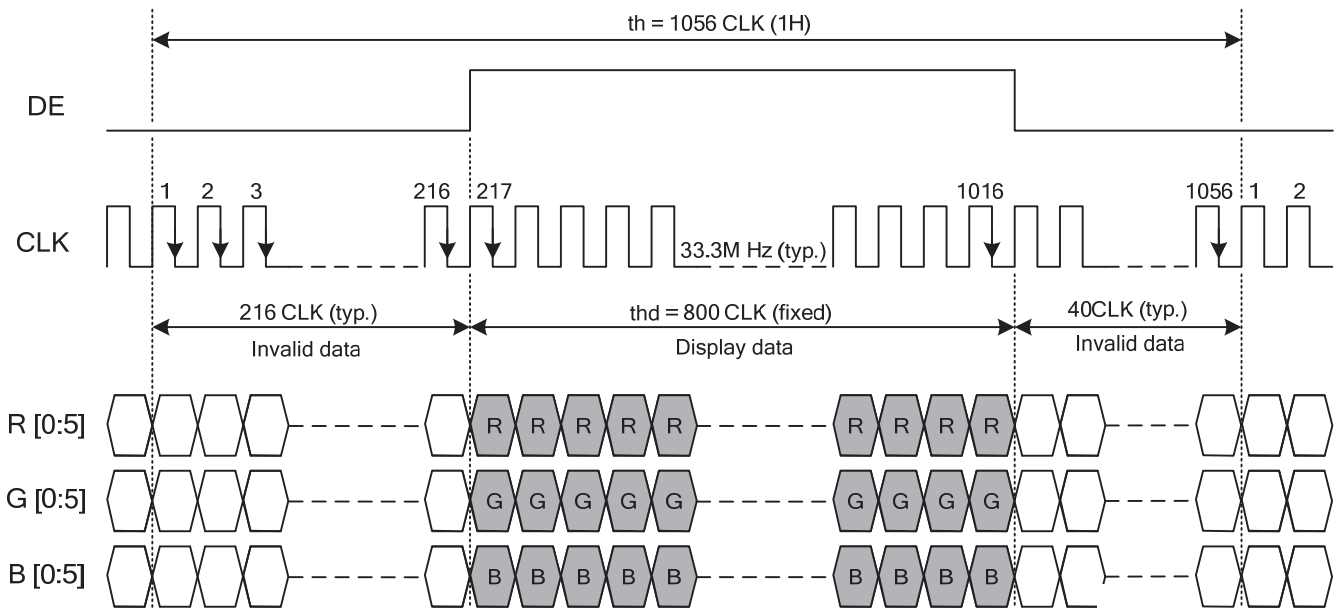 th = 1056 CLK (1H)
DE
1 2 3 216 217 1016 1056 1 2
CLK
33.3M Hz (typ.)
216 CLK (typ.) thd = 800 CLK (fixed) 40CLK (typ.)
Invalid data Display data Invalid data
R [0:5] R R R R R R R R R
G [0:5] G G G G G G G G G
B [0:5] B B B B B B B B B